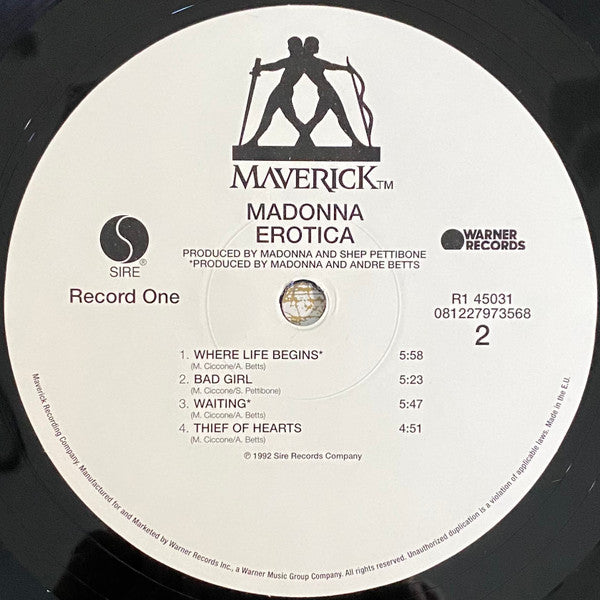 MAVERICK™
MADONNA
EROTICA
PRODUCED BY MADONNA AND SHEP PETTIBONE
*PRODUCED BY MADONNA AND ANDRE BETTS
SIRE®
WARNER
RECORDS
Record One
R1 45031
081227973568
2
1. WHERE LIFE BEGINS* 5:58
(M. Ciccone/A. Betts)
2. BAD GIRL 5:23
(M. Ciccone/S. Pettibone)
3. WAITING* 5:47
(M. Ciccone/A. Betts)
4. THIEF OF HEARTS 4:51
(M. Ciccone/A. Betts)
℗ 1992 Sire Records Company
Maverick Recording Company. Manufactured for and Marketed by Warner Records Inc., a Warner Music Group Company. All rights reserved. Unauthorized duplication is a violation of applicable laws. Made in the E.U.